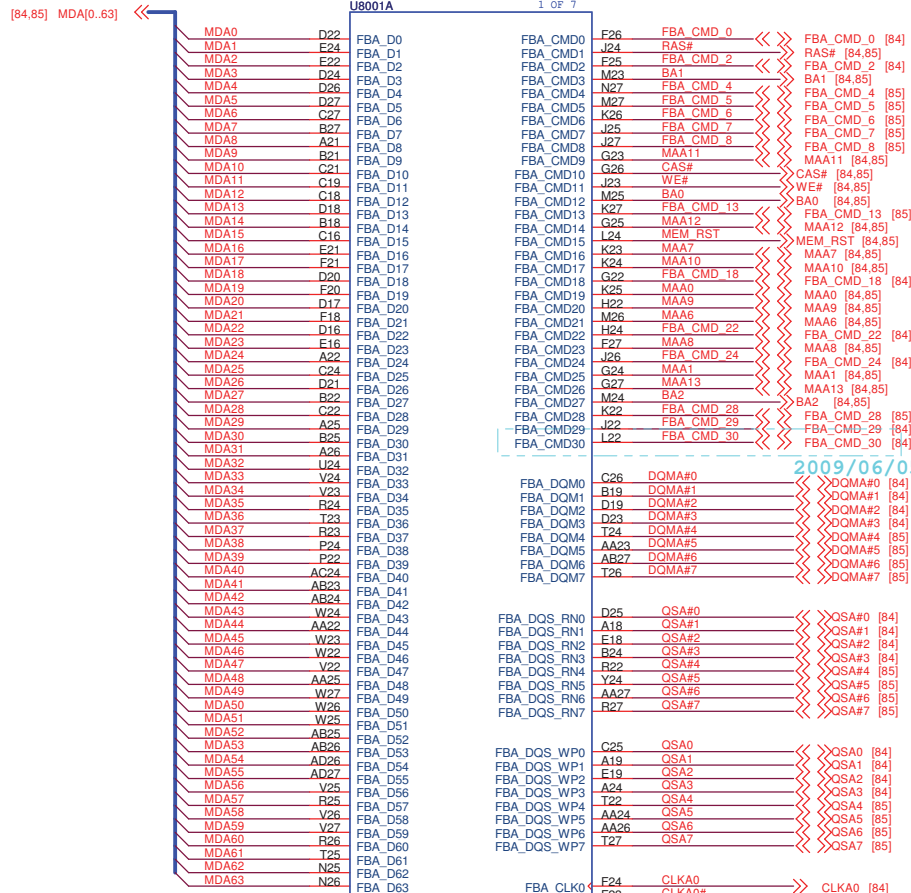 U8001A 1 OF 7
[84,85] MDA[0..63]
MDA0 D22 FBA_D0
MDA1 E24 FBA_D1
MDA2 E22 FBA_D2
MDA3 D24 FBA_D3
MDA4 D26 FBA_D4
MDA5 D27 FBA_D5
MDA6 C27 FBA_D6
MDA7 B27 FBA_D7
MDA8 A21 FBA_D8
MDA9 B21 FBA_D9
MDA10 C21 FBA_D10
MDA11 C19 FBA_D11
MDA12 C18 FBA_D12
MDA13 D18 FBA_D13
MDA14 B18 FBA_D14
MDA15 C16 FBA_D15
MDA16 E21 FBA_D16
MDA17 F21 FBA_D17
MDA18 D20 FBA_D18
MDA19 F20 FBA_D19
MDA20 D17 FBA_D20
MDA21 F18 FBA_D21
MDA22 D16 FBA_D22
MDA23 E16 FBA_D23
MDA24 A22 FBA_D24
MDA25 C24 FBA_D25
MDA26 D21 FBA_D26
MDA27 B22 FBA_D27
MDA28 C22 FBA_D28
MDA29 A25 FBA_D29
MDA30 B25 FBA_D30
MDA31 A26 FBA_D31
MDA32 U24 FBA_D32
MDA33 V24 FBA_D33
MDA34 V23 FBA_D34
MDA35 R24 FBA_D35
MDA36 T23 FBA_D36
MDA37 R23 FBA_D37
MDA38 P24 FBA_D38
MDA39 P22 FBA_D39
MDA40 AC24 FBA_D40
MDA41 AB23 FBA_D41
MDA42 AB24 FBA_D42
MDA43 W24 FBA_D43
MDA44 AA22 FBA_D44
MDA45 W23 FBA_D45
MDA46 W22 FBA_D46
MDA47 V22 FBA_D47
MDA48 AA25 FBA_D48
MDA49 W27 FBA_D49
MDA50 W26 FBA_D50
MDA51 W25 FBA_D51
MDA52 AB25 FBA_D52
MDA53 AB26 FBA_D53
MDA54 AD26 FBA_D54
MDA55 AD27 FBA_D55
MDA56 V25 FBA_D56
MDA57 R25 FBA_D57
MDA58 V26 FBA_D58
MDA59 V27 FBA_D59
MDA60 R26 FBA_D60
MDA61 T25 FBA_D61
MDA62 N25 FBA_D62
MDA63 N26 FBA_D63
FBA_CMD0 F26 FBA_CMD_0 FBA_CMD_0 [84]
FBA_CMD1 J24 RAS# RAS# [84,85]
FBA_CMD2 F25 FBA_CMD_2 FBA_CMD_2 [84]
FBA_CMD3 M23 BA1 BA1 [84,85]
FBA_CMD4 N27 FBA_CMD_4 FBA_CMD_4 [85]
FBA_CMD5 M27 FBA_CMD_5 FBA_CMD_5 [85]
FBA_CMD6 K26 FBA_CMD_6 FBA_CMD_6 [85]
FBA_CMD7 J25 FBA_CMD_7 FBA_CMD_7 [85]
FBA_CMD8 J27 FBA_CMD_8 FBA_CMD_8 [85]
FBA_CMD9 G23 MAA11 MAA11 [84,85]
FBA_CMD10 G26 CAS# CAS# [84,85]
FBA_CMD11 J23 WE# WE# [84,85]
FBA_CMD12 M25 BA0 BA0 [84,85]
FBA_CMD13 K27 FBA_CMD_13 FBA_CMD_13 [85]
FBA_CMD14 G25 MAA12 MAA12 [84,85]
FBA_CMD15 L24 MEM_RST MEM_RST [84,85]
FBA_CMD16 K23 MAA7 MAA7 [84,85]
FBA_CMD17 K24 MAA10 MAA10 [84,85]
FBA_CMD18 G22 FBA_CMD_18 FBA_CMD_18 [84]
FBA_CMD19 K25 MAA0 MAA0 [84,85]
FBA_CMD20 H22 MAA9 MAA9 [84,85]
FBA_CMD21 M26 MAA6 MAA6 [84,85]
FBA_CMD22 H24 FBA_CMD_22 FBA_CMD_22 [84]
FBA_CMD23 F27 MAA8 MAA8 [84,85]
FBA_CMD24 J26 FBA_CMD_24 FBA_CMD_24 [84]
FBA_CMD25 G24 MAA1 MAA1 [84,85]
FBA_CMD26 G27 MAA13 MAA13 [84,85]
FBA_CMD27 M24 BA2 BA2 [84,85]
FBA_CMD28 K22 FBA_CMD_28 FBA_CMD_28 [85]
FBA_CMD29 J22 FBA_CMD_29 FBA_CMD_29 [84]
FBA_CMD30 L22 FBA_CMD_30 FBA_CMD_30 [84]
2009/06/0
FBA_DQM0 C26 DQMA#0 DQMA#0 [84]
FBA_DQM1 B19 DQMA#1 DQMA#1 [84]
FBA_DQM2 D19 DQMA#2 DQMA#2 [84]
FBA_DQM3 D23 DQMA#3 DQMA#3 [84]
FBA_DQM4 T24 DQMA#4 DQMA#4 [85]
FBA_DQM5 AA23 DQMA#5 DQMA#5 [85]
FBA_DQM6 AB27 DQMA#6 DQMA#6 [85]
FBA_DQM7 T26 DQMA#7 DQMA#7 [85]
FBA_DQS_RN0 D25 QSA#0 QSA#0 [84]
FBA_DQS_RN1 A18 QSA#1 QSA#1 [84]
FBA_DQS_RN2 E18 QSA#2 QSA#2 [84]
FBA_DQS_RN3 B24 QSA#3 QSA#3 [84]
FBA_DQS_RN4 R22 QSA#4 QSA#4 [85]
FBA_DQS_RN5 Y24 QSA#5 QSA#5 [85]
FBA_DQS_RN6 AA27 QSA#6 QSA#6 [85]
FBA_DQS_RN7 R27 QSA#7 QSA#7 [85]
FBA_DQS_WP0 C25 QSA0 QSA0 [84]
FBA_DQS_WP1 A19 QSA1 QSA1 [84]
FBA_DQS_WP2 E19 QSA2 QSA2 [84]
FBA_DQS_WP3 A24 QSA3 QSA3 [84]
FBA_DQS_WP4 T22 QSA4 QSA4 [85]
FBA_DQS_WP5 AA24 QSA5 QSA5 [85]
FBA_DQS_WP6 AA26 QSA6 QSA6 [85]
FBA_DQS_WP7 T27 QSA7 QSA7 [85]
FBA_CLK0 F24 CLKA0 CLKA0 [84]